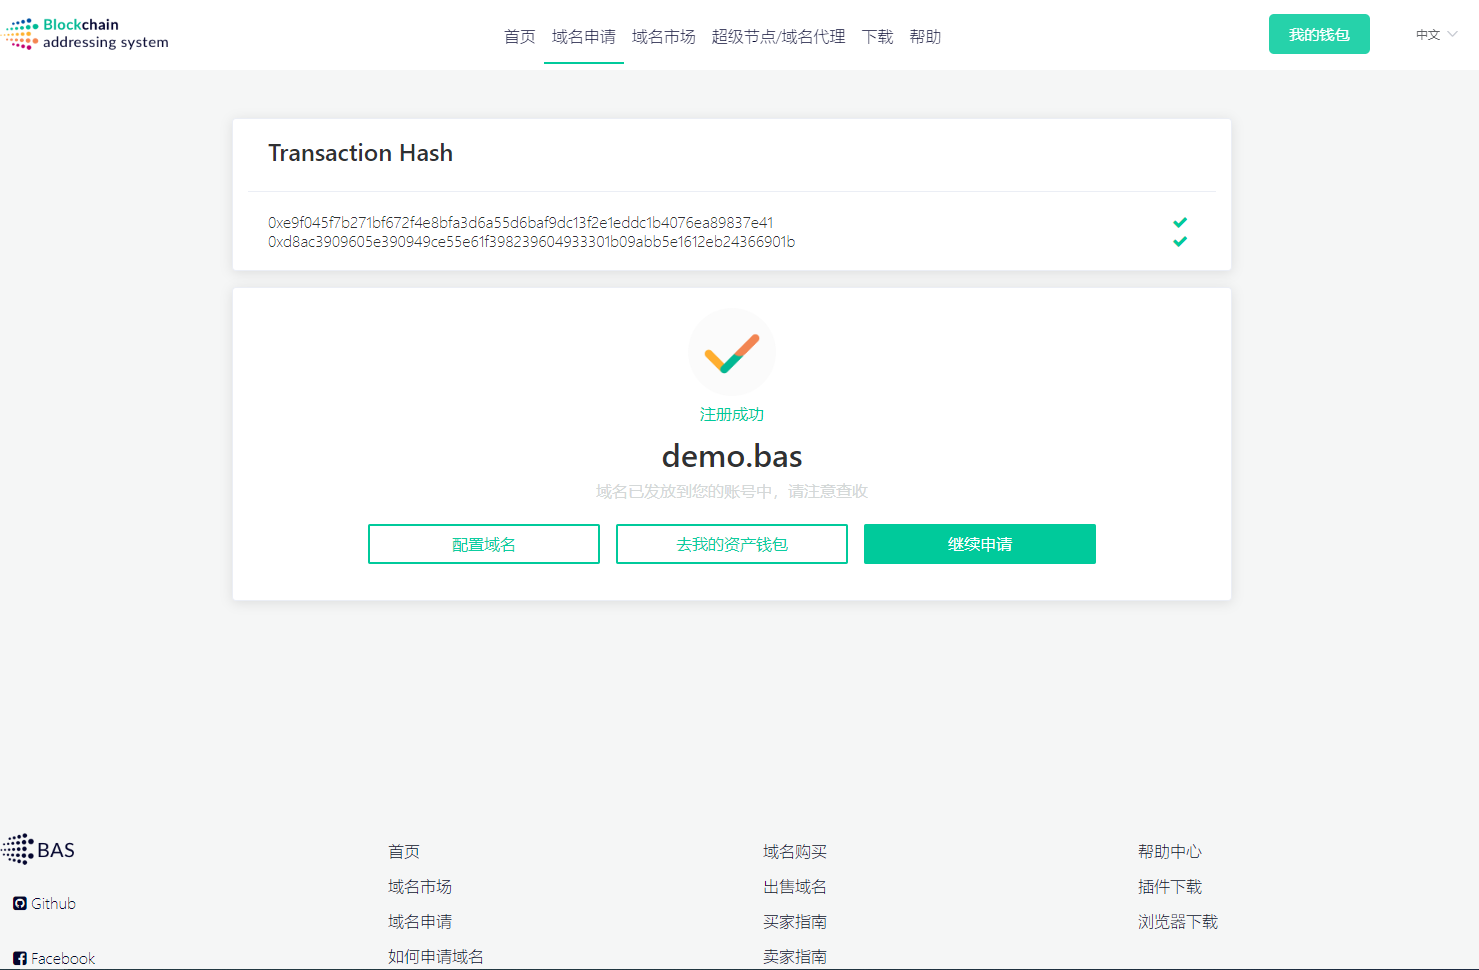 Blockchain
addressing system
首页 域名申请 域名市场 超级节点/域名代理 下载 帮助
我的钱包
中文
Transaction Hash
0xe9f045f7b271bf672f4e8bfa3d6a55d6baf9dc13f2e1eddc1b4076ea89837e41
0xd8ac3909605e390949ce55e61f398239604933301b09abb5e1612eb24366901b
注册成功
demo.bas
域名已发放到您的账号中，请注意查收
配置域名 去我的资产钱包 继续申请
BAS
Github
Facebook
首页
域名市场
域名申请
如何申请域名
域名购买
出售域名
买家指南
卖家指南
帮助中心
插件下载
浏览器下载